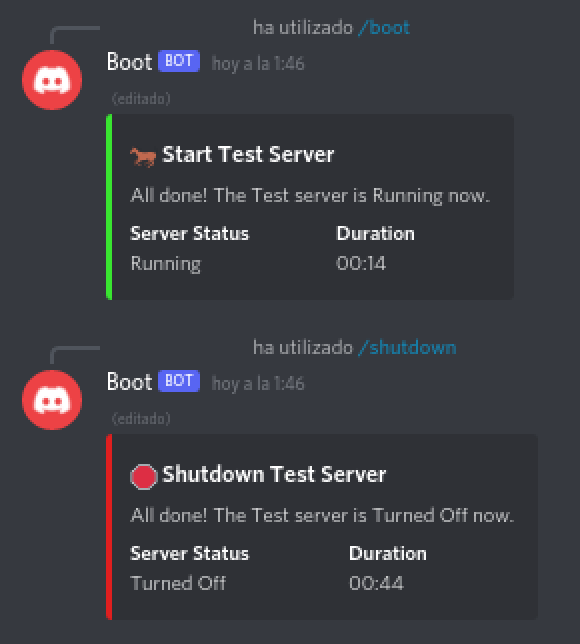 ha utilizado /boot
Boot BOT hoy a la 1:46
(editado)
Start Test Server
All done! The Test server is Running now.
Server Status Duration
Running 00:14
ha utilizado /shutdown
Boot BOT hoy a la 1:46
(editado)
Shutdown Test Server
All done! The Test server is Turned Off now.
Server Status Duration
Turned Off 00:44